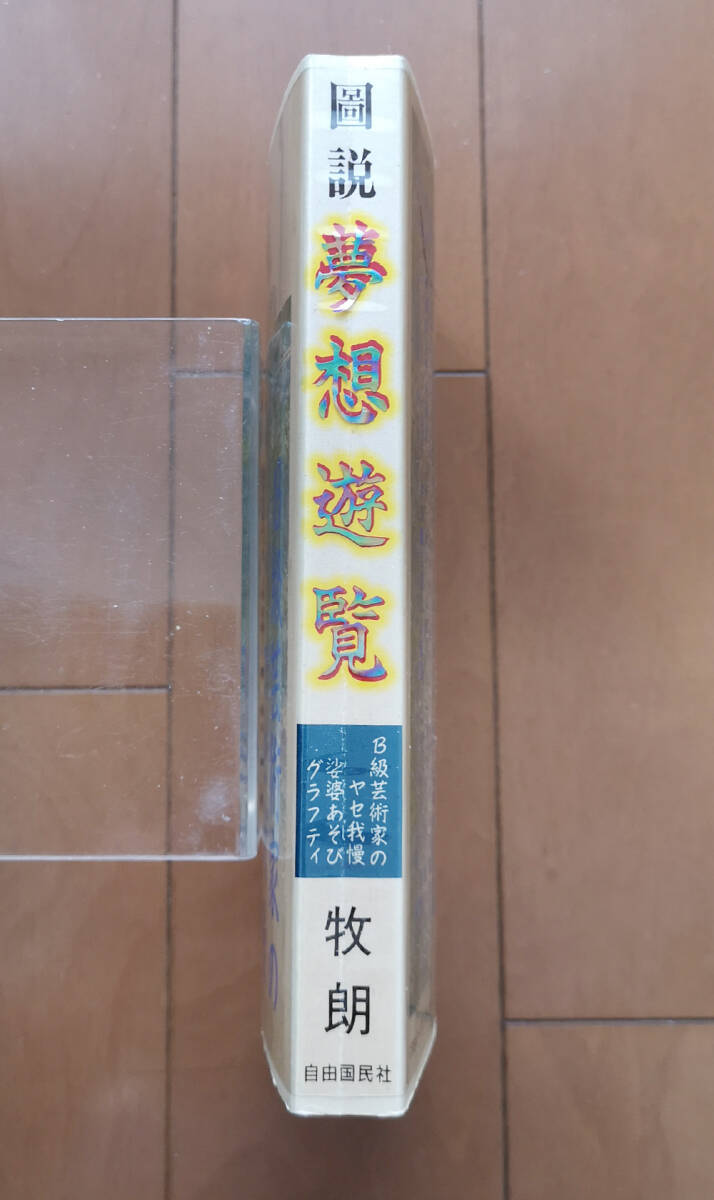 圖説
夢想遊覧
B級芸術家の
ヤセ我慢
娑婆あそび
グラフティ
牧朗
自由国民社